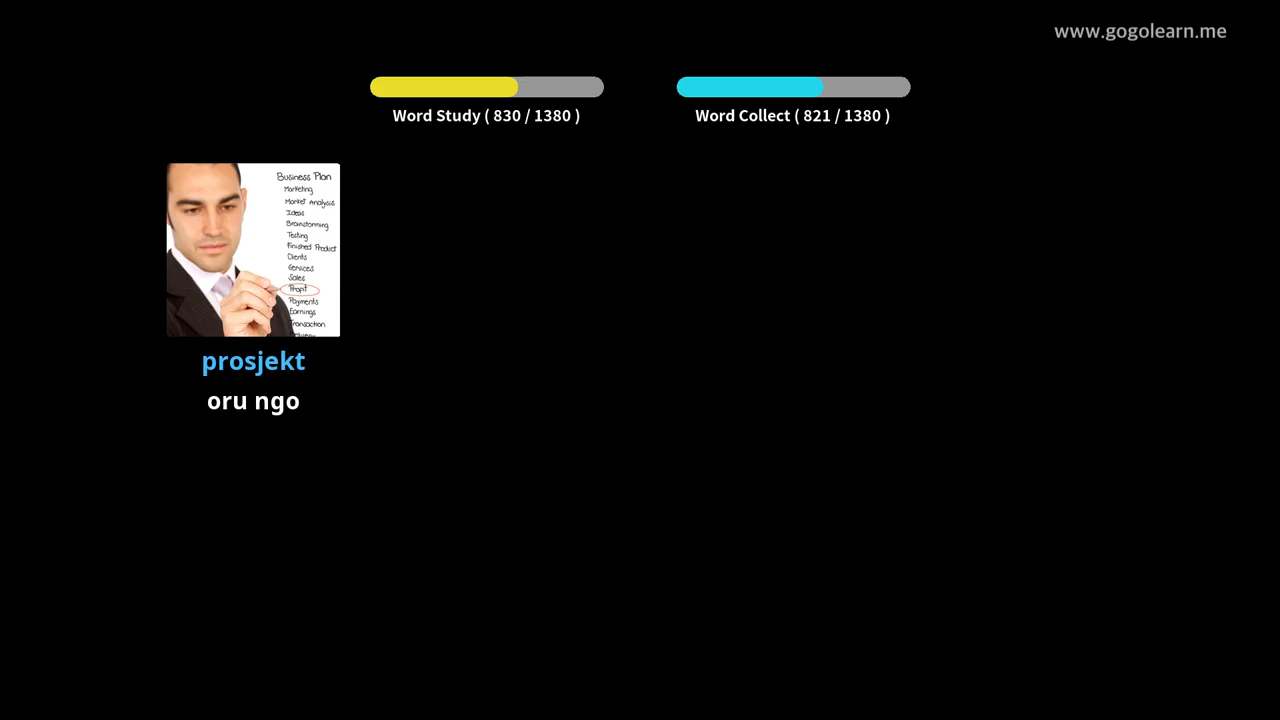 www.gogolearn.me
Word Study ( 830 / 1380 )
Word Collect ( 821 / 1380 )
Business Plan
Marketing
Market Analysis
Ideas
Brainstorming
Testing
Finished Product
Clients
Services
Sales
Profit
Payments
Earnings
Transaction
Delivery
prosjekt
oru ngo